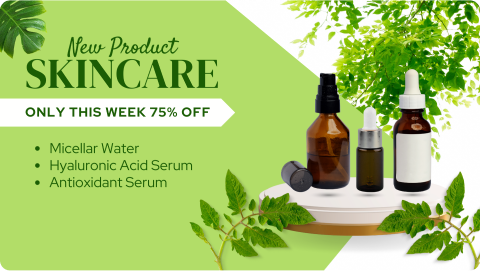 New Product
SKINCARE
ONLY THIS WEEK 75% OFF
• Micellar Water
• Hyaluronic Acid Serum
• Antioxidant Serum